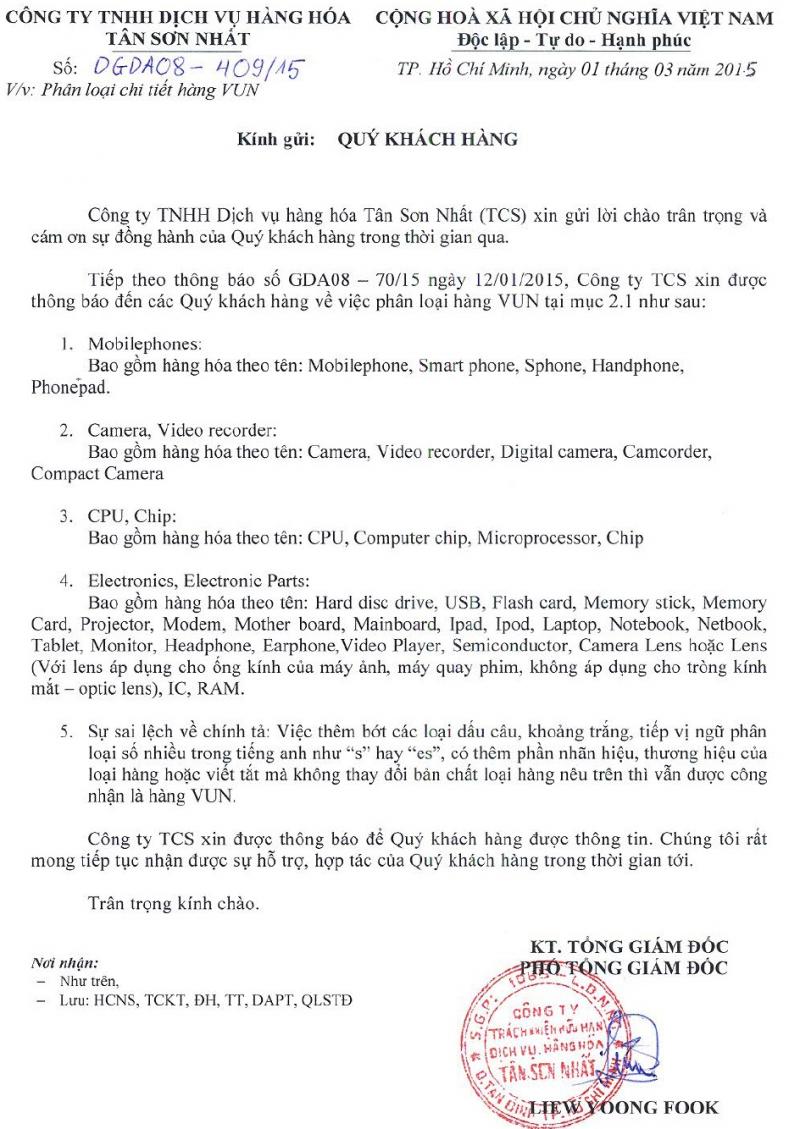 CÔNG TY TNHH DỊCH VỤ HÀNG HÓA
TÂN SƠN NHẤT
Số: DGDA08 - 409/15
V/v: Phân loại chi tiết hàng VUN
CỘNG HOÀ XÃ HỘI CHỦ NGHĨA VIỆT NAM
Độc lập - Tự do - Hạnh phúc
TP. Hồ Chí Minh, ngày 01 tháng 03 năm 2015
Kính gửi: QUÝ KHÁCH HÀNG
Công ty TNHH Dịch vụ hàng hóa Tân Sơn Nhất (TCS) xin gửi lời chào trân trọng và
cám ơn sự đồng hành của Quý khách hàng trong thời gian qua.
Tiếp theo thông báo số GDA08 – 70/15 ngày 12/01/2015, Công ty TCS xin được
thông báo đến các Quý khách hàng về việc phân loại hàng VUN tại mục 2.1 như sau:
1. Mobilephones:
Bao gồm hàng hóa theo tên: Mobilephone, Smart phone, Sphone, Handphone,
Phonepad.
2. Camera, Video recorder:
Bao gồm hàng hóa theo tên: Camera, Video recorder, Digital camera, Camcorder,
Compact Camera
3. CPU, Chip:
Bao gồm hàng hóa theo tên: CPU, Computer chip, Microprocessor, Chip
4. Electronics, Electronic Parts:
Bao gồm hàng hóa theo tên: Hard disc drive, USB, Flash card, Memory stick, Memory
Card, Projector, Modem, Mother board, Mainboard, Ipad, Ipod, Laptop, Notebook, Netbook,
Tablet, Monitor, Headphone, Earphone,Video Player, Semiconductor, Camera Lens hoặc Lens
(Với lens áp dụng cho ống kính của máy ảnh, máy quay phim, không áp dụng cho tròng kính
mắt – optic lens), IC, RAM.
5. Sự sai lệch về chính tả: Việc thêm bớt các loại dấu câu, khoảng trắng, tiếp vị ngữ phân
loại số nhiều trong tiếng anh như “s” hay “es”, có thêm phần nhãn hiệu, thương hiệu của
loại hàng hoặc viết tắt mà không thay đổi bản chất loại hàng nêu trên thì vẫn được công
nhận là hàng VUN.
Công ty TCS xin được thông báo để Quý khách hàng được thông tin. Chúng tôi rất
mong tiếp tục nhận được sự hỗ trợ, hợp tác của Quý khách hàng trong thời gian tới.
Trân trọng kính chào.
Nơi nhận:
– Như trên,
– Lưu: HCNS, TCKT, ĐH, TT, DAPT, QLSTĐ
KT. TỔNG GIÁM ĐỐC
PHÓ TỔNG GIÁM ĐỐC
CÔNG TY
TRÁCH NHIỆM HỮU HẠN
DỊCH VỤ HÀNG HÓA
TÂN SƠN NHẤT
LIEW YOONG FOOK